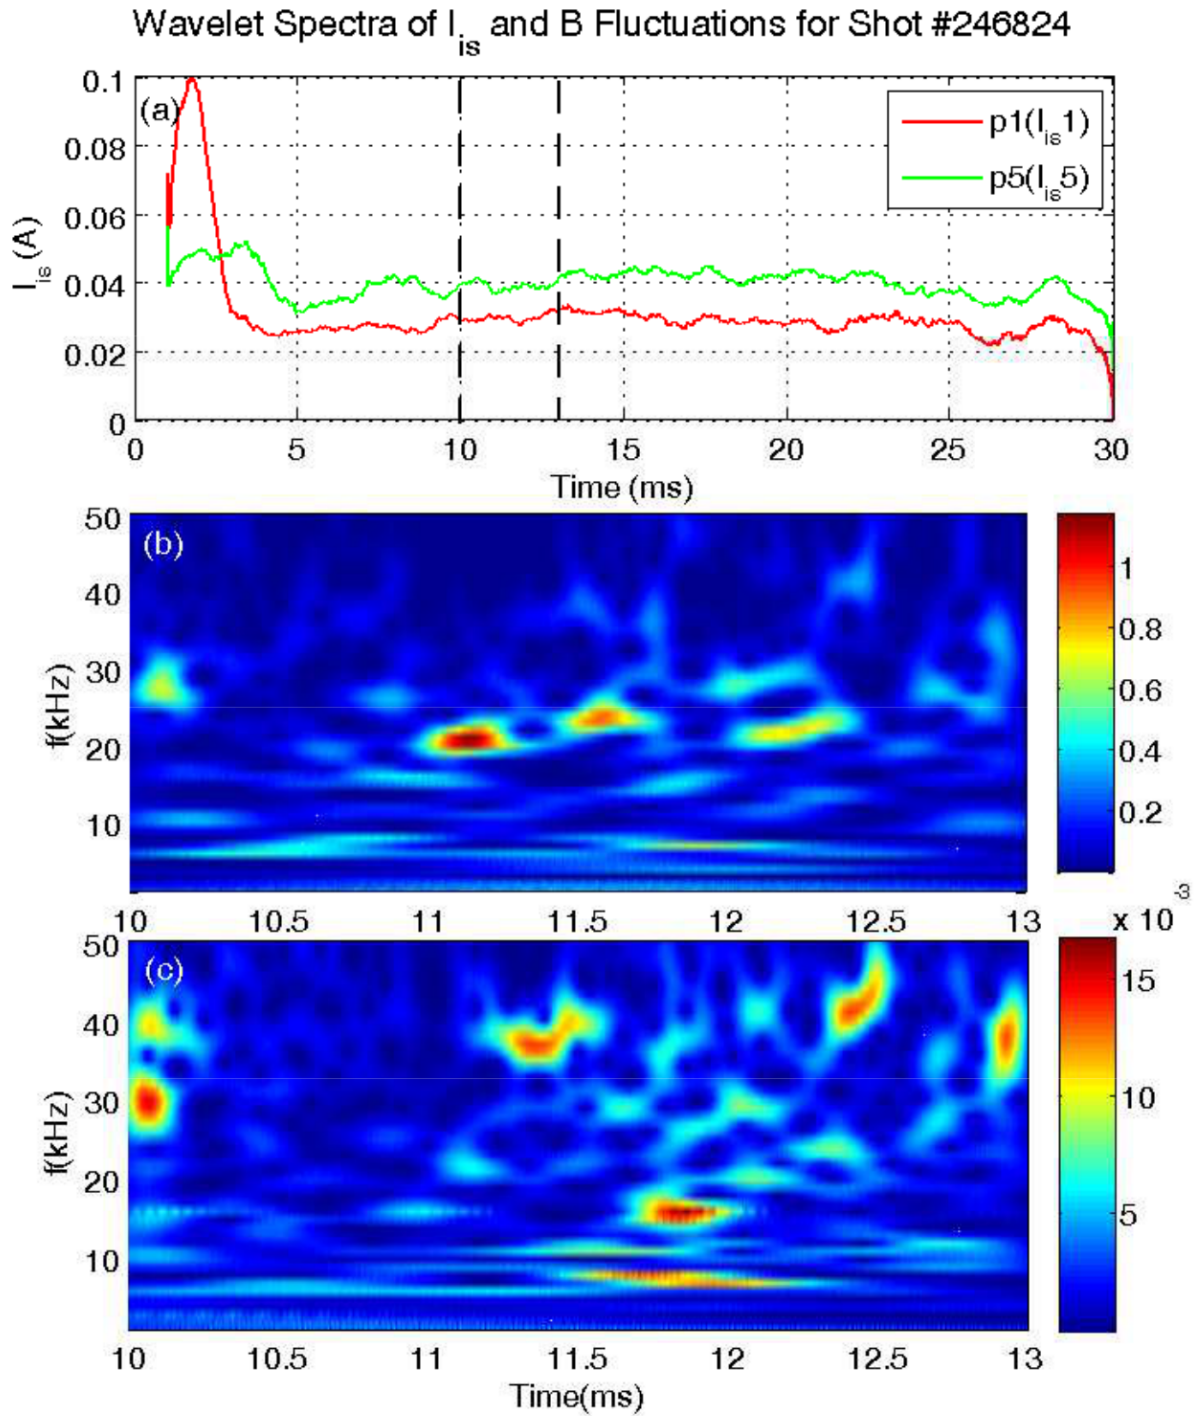 Wavelet Spectra of I_is and B Fluctuations for Shot #246824
(a)
p1(I_is1)
p5(I_is5)
0.1
0.08
0.06
0.04
0.02
0
I_is (A)
0 5 10 15 20 25 30
Time (ms)
(b)
50
40
30
20
10
f(kHz)
1
0.8
0.6
0.4
0.2
10 10.5 11 11.5 12 12.5 13
x 10^-3
(c)
50
40
30
20
10
f(kHz)
15
10
5
10 10.5 11 11.5 12 12.5 13
Time(ms)